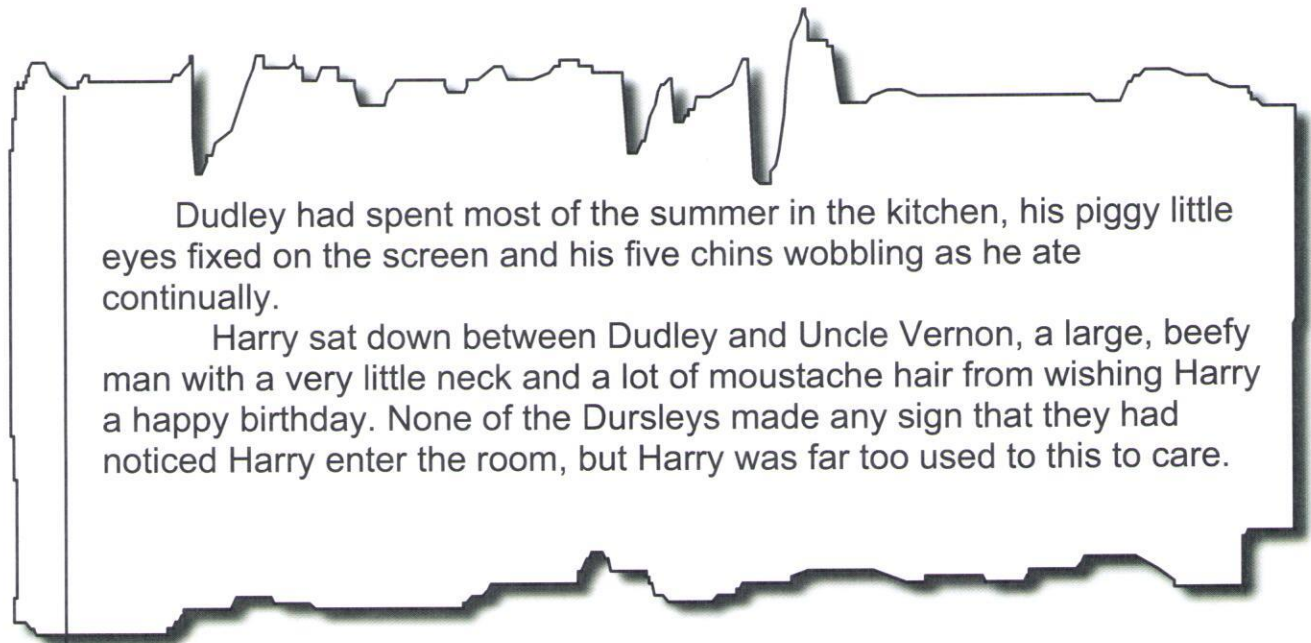 Dudley had spent most of the summer in the kitchen, his piggy little
eyes fixed on the screen and his five chins wobbling as he ate
continually.
Harry sat down between Dudley and Uncle Vernon, a large, beefy
man with a very little neck and a lot of moustache hair from wishing Harry
a happy birthday. None of the Dursleys made any sign that they had
noticed Harry enter the room, but Harry was far too used to this to care.